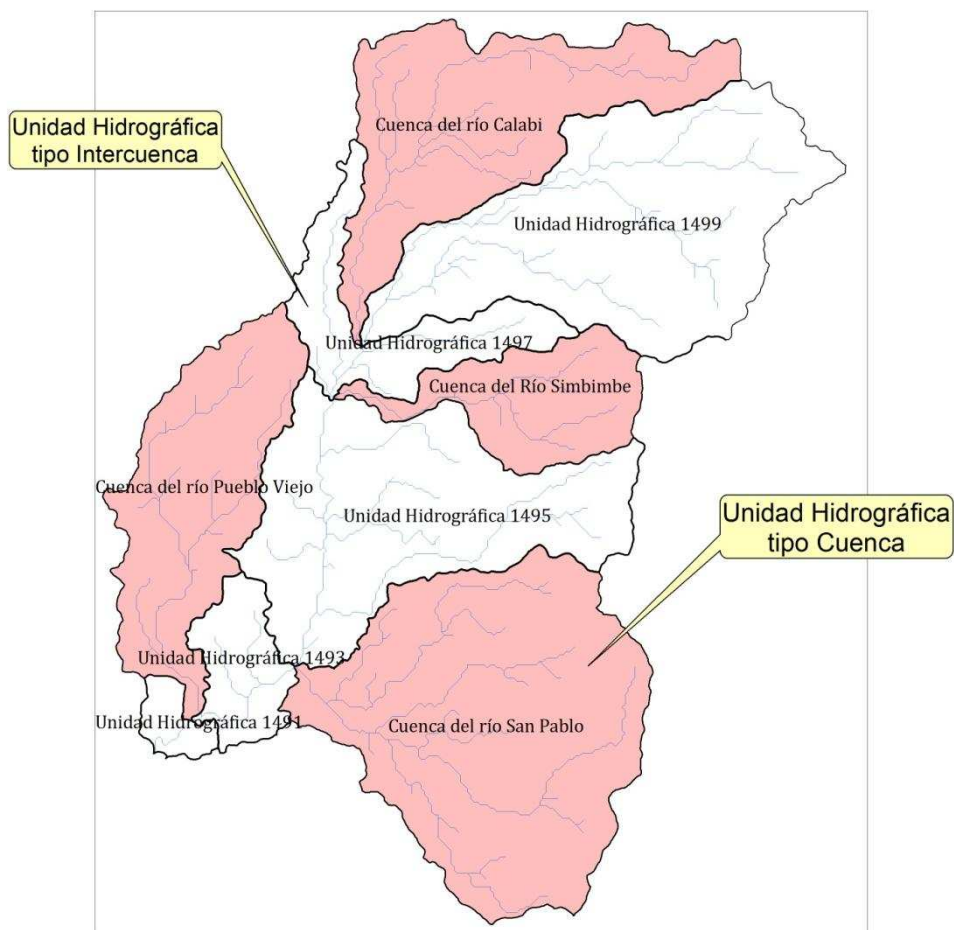 Unidad Hidrográfica
tipo Intercuenca
Cuenca del río Calabi
Unidad Hidrográfica 1499
Unidad Hidrográfica 1497
Cuenca del Río Simbimbe
Cuenca del río Pueblo Viejo
Unidad Hidrográfica 1495
Unidad Hidrográfica
tipo Cuenca
Unidad Hidrográfica 1493
Unidad Hidrográfica 1491
Cuenca del río San Pablo